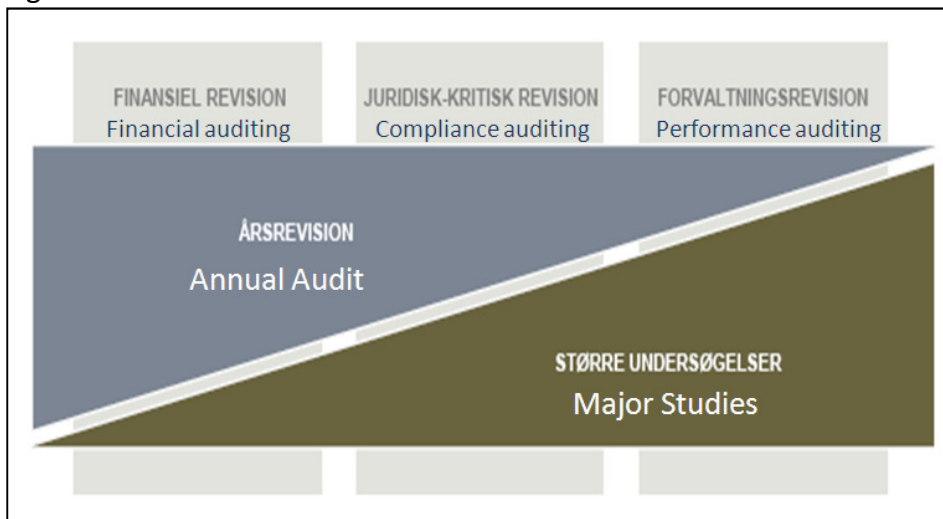 FINANSIEL REVISION
Financial auditing
JURIDISK-KRITISK REVISION
Compliance auditing
FORVALTNINGSREVISION
Performance auditing
ÅRSREVISION
Annual Audit
STØRRE UNDERSØGELSER
Major Studies